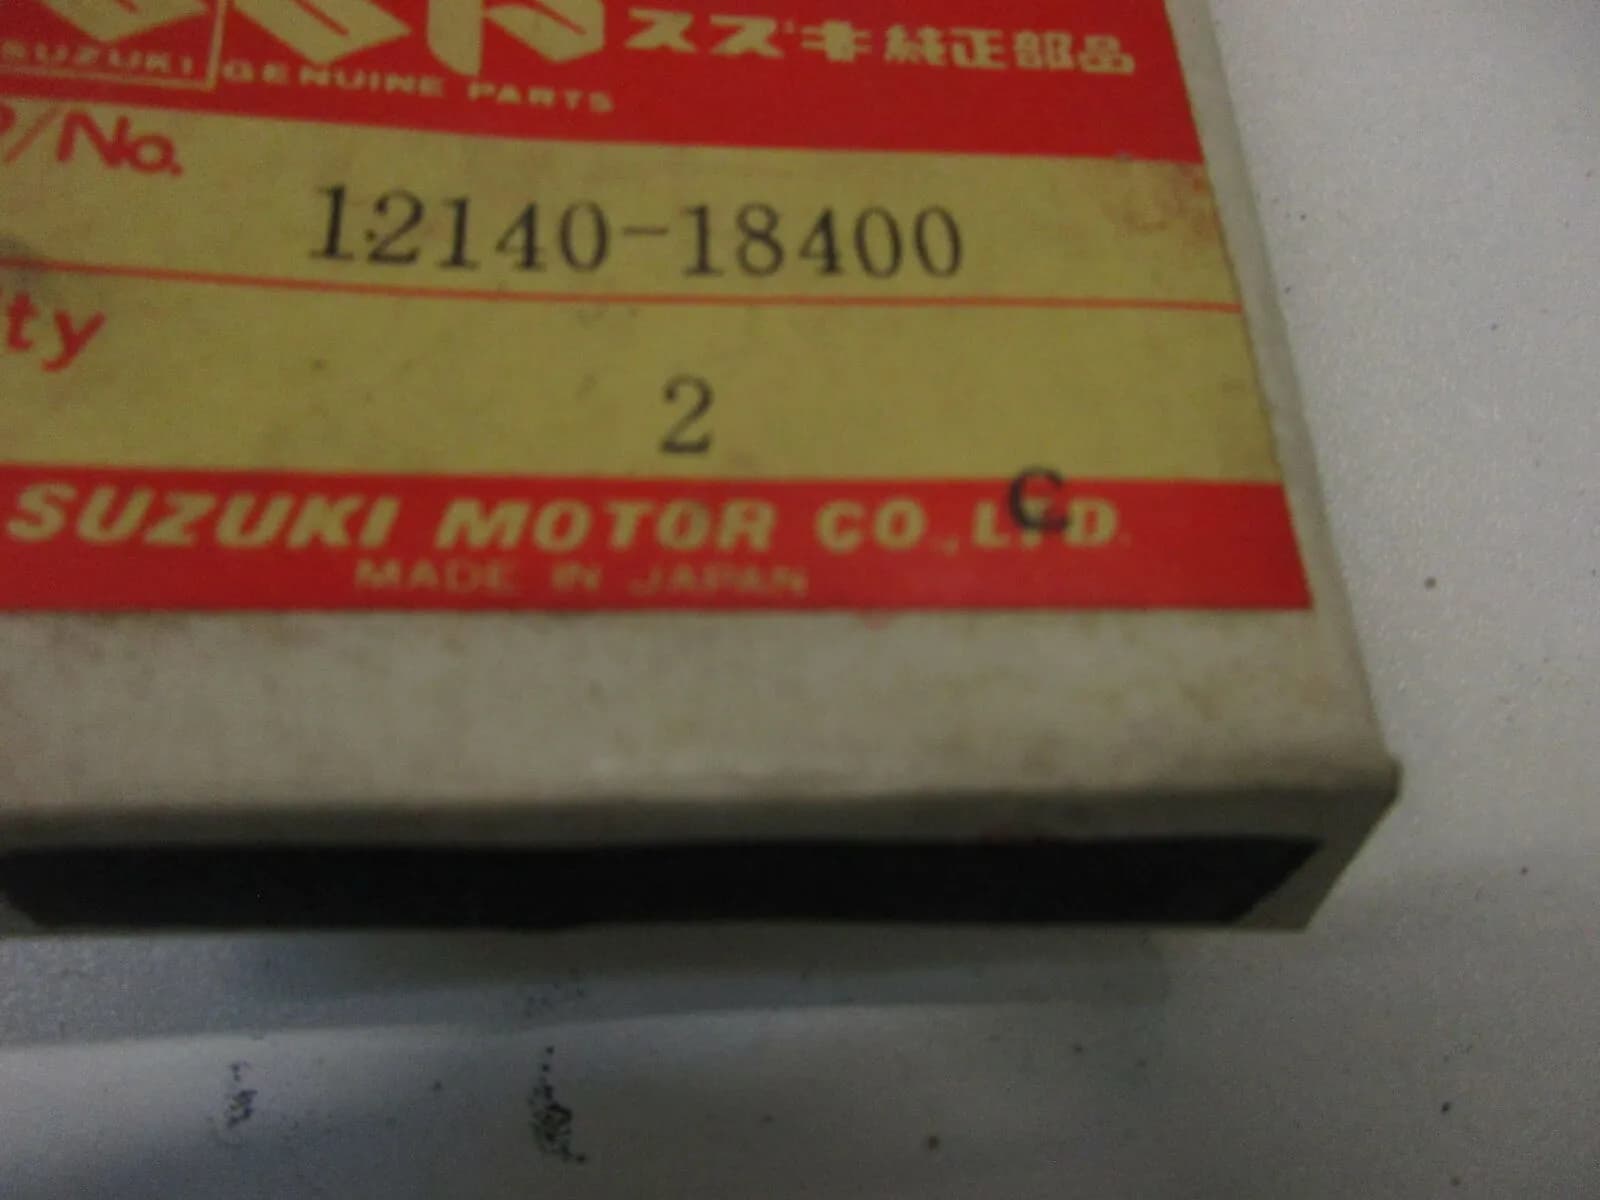 スズキ純正部品
SUZUKI GENUINE PARTS
P/No.
12140-18400
ty
2
C
SUZUKI MOTOR CO., LTD.
MADE IN JAPAN